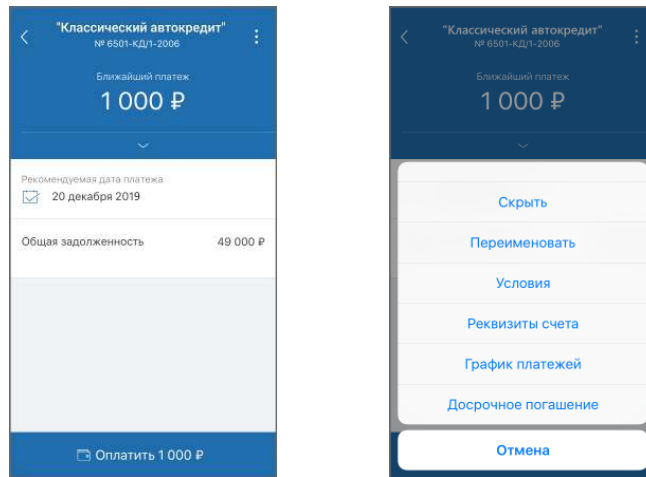 "Классический автокредит"
№ 6501-КД/1-2006
Ближайший платеж
1 000 ₽
Рекомендуемая дата платежа
20 декабря 2019
Общая задолженность 49 000 ₽
Оплатить 1 000 ₽
"Классический автокредит"
№ 6501-КД/1-2006
Ближайший платеж
1 000 ₽
Скрыть
Переименовать
Условия
Реквизиты счета
График платежей
Досрочное погашение
Отмена